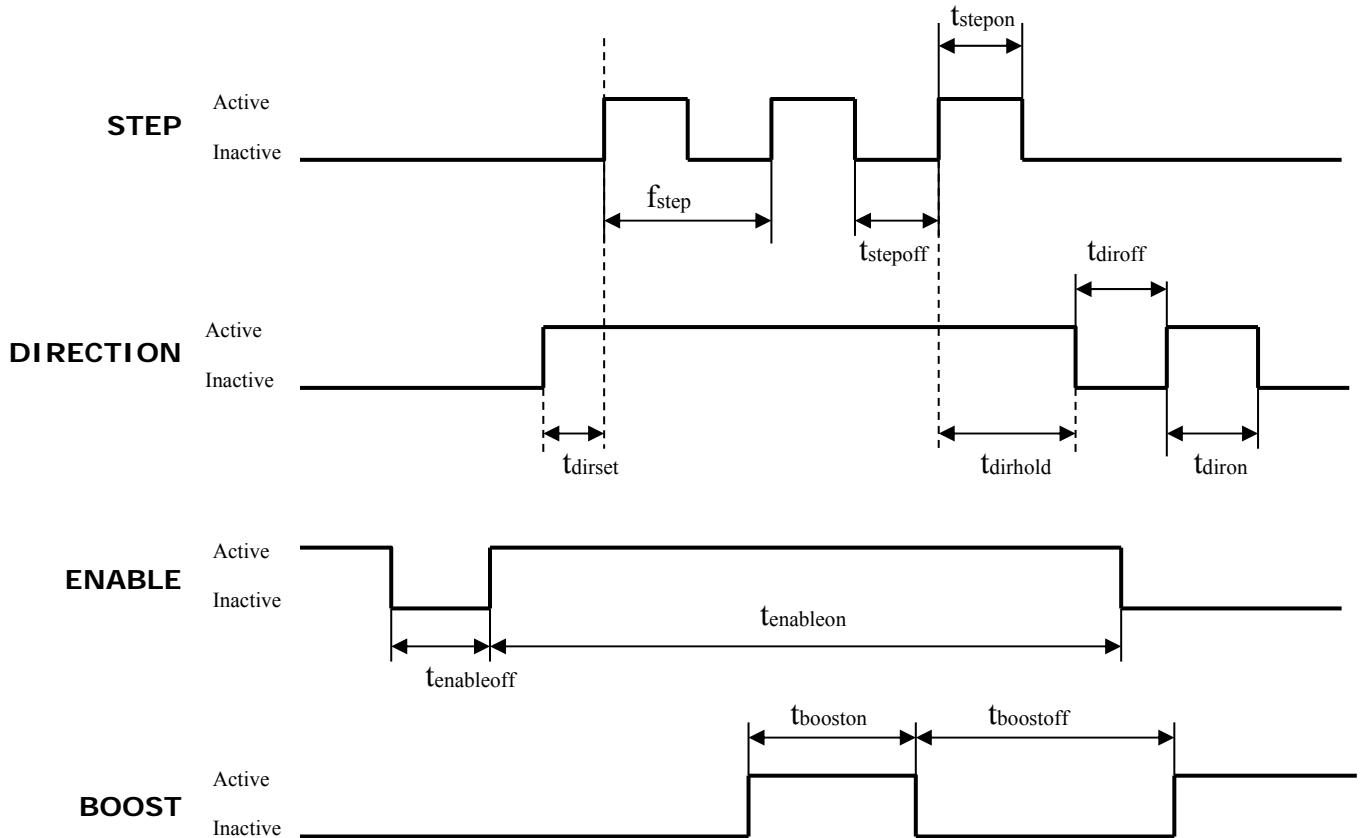 tstepon
Active
STEP
Inactive
fstep
tstepoff
tdiroff
Active
DIRECTION
Inactive
tdirset
tdirhold
tdiron
Active
ENABLE
Inactive
tenableon
tenableoff
tbooston
tboostoff
Active
BOOST
Inactive